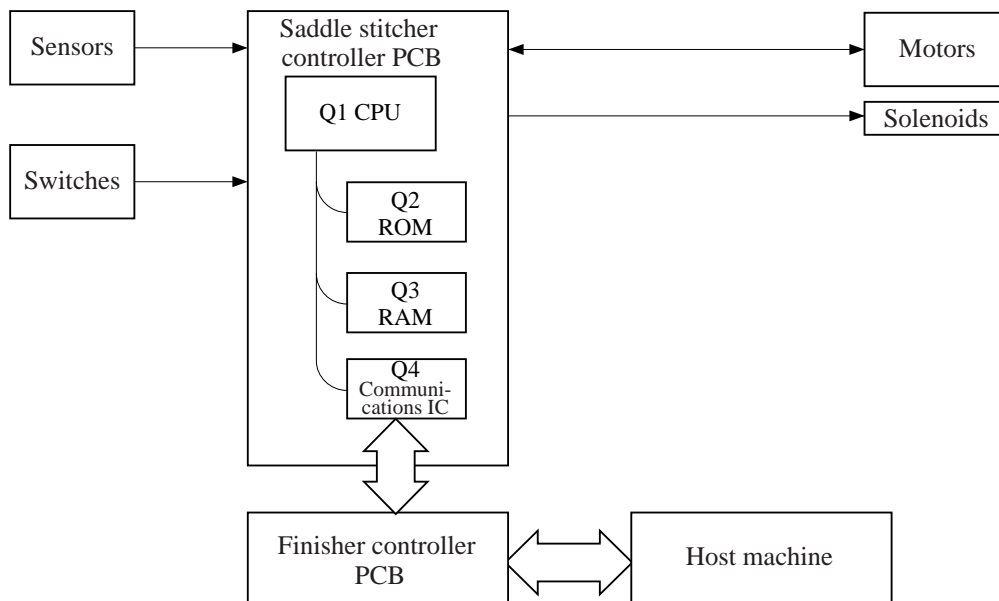 Sensors
Switches
Saddle stitcher
controller PCB
Q1 CPU
Q2
ROM
Q3
RAM
Q4
Communi-
cations IC
Motors
Solenoids
Finisher controller
PCB
Host machine